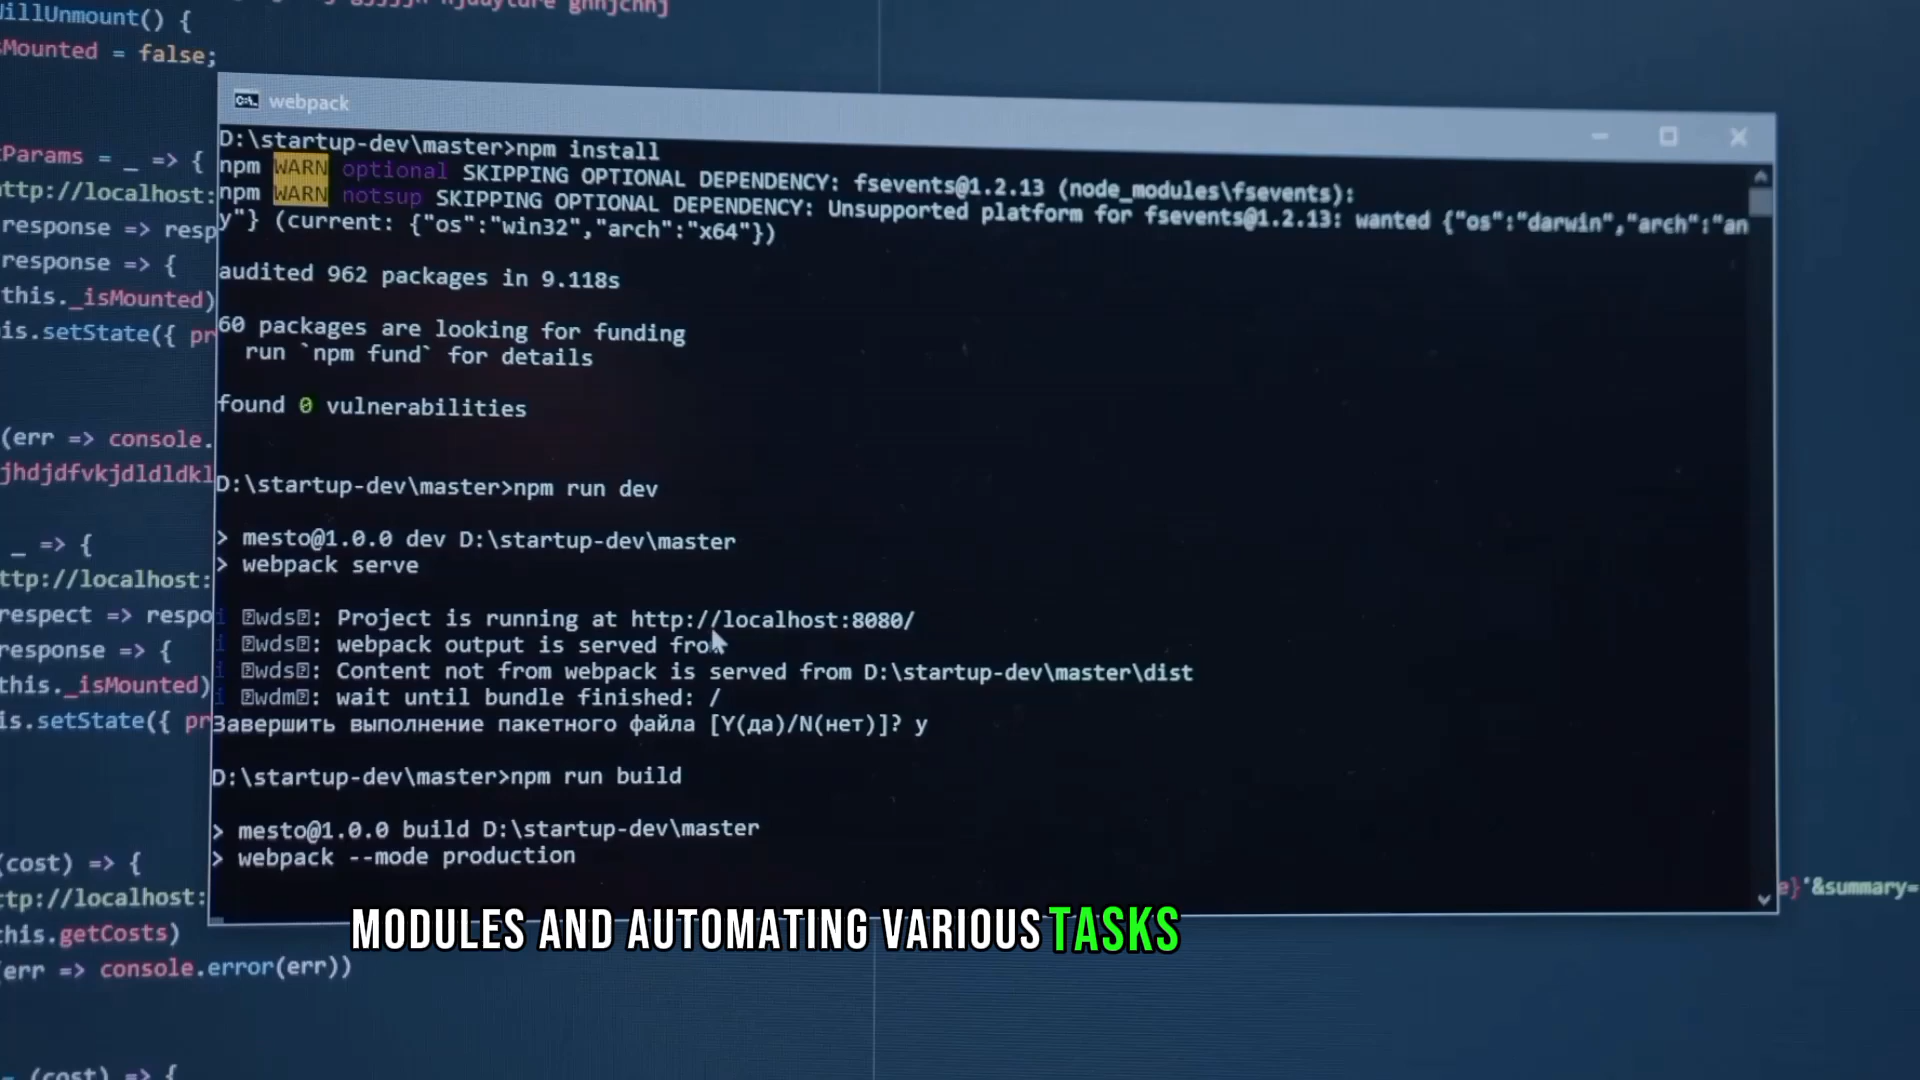 illUnmount() {
sMounted = false;
webpack
D:\startup-dev\master>npm install
npm WARN optional SKIPPING OPTIONAL DEPENDENCY: fsevents@1.2.13 (node_modules\fsevents):
npm WARN notsup SKIPPING OPTIONAL DEPENDENCY: Unsupported platform for fsevents@1.2.13: wanted {"os":"darwin","arch":"an
y"} (current: {"os":"win32","arch":"x64"})
audited 962 packages in 9.118s
60 packages are looking for funding
run `npm fund` for details
found 0 vulnerabilities
D:\startup-dev\master>npm run dev
> mesto@1.0.0 dev D:\startup-dev\master
> webpack serve
i ⍰wds⍰: Project is running at http://localhost:8080/
i ⍰wds⍰: webpack output is served from
i ⍰wds⍰: Content not from webpack is served from D:\startup-dev\master\dist
i ⍰wdm⍰: wait until bundle finished: /
Завершить выполнение пакетного файла [Y(да)/N(нет)]? y
D:\startup-dev\master>npm run build
> mesto@1.0.0 build D:\startup-dev\master
> webpack --mode production
Params = _ => {
ttp://localhost:
response => resp
response => {
this._isMounted)
is.setState({ pr
(err => console.
jhdjdfvkjdldldkl
_ => {
ttp://localhost:
respect => respo
response => {
this._isMounted)
is.setState({ pr
(cost) => {
ttp://localhost:
e}'&summary=
this.getCosts)
(err => console.error(err))
(cost) => {
MODULES AND AUTOMATING VARIOUS TASKS